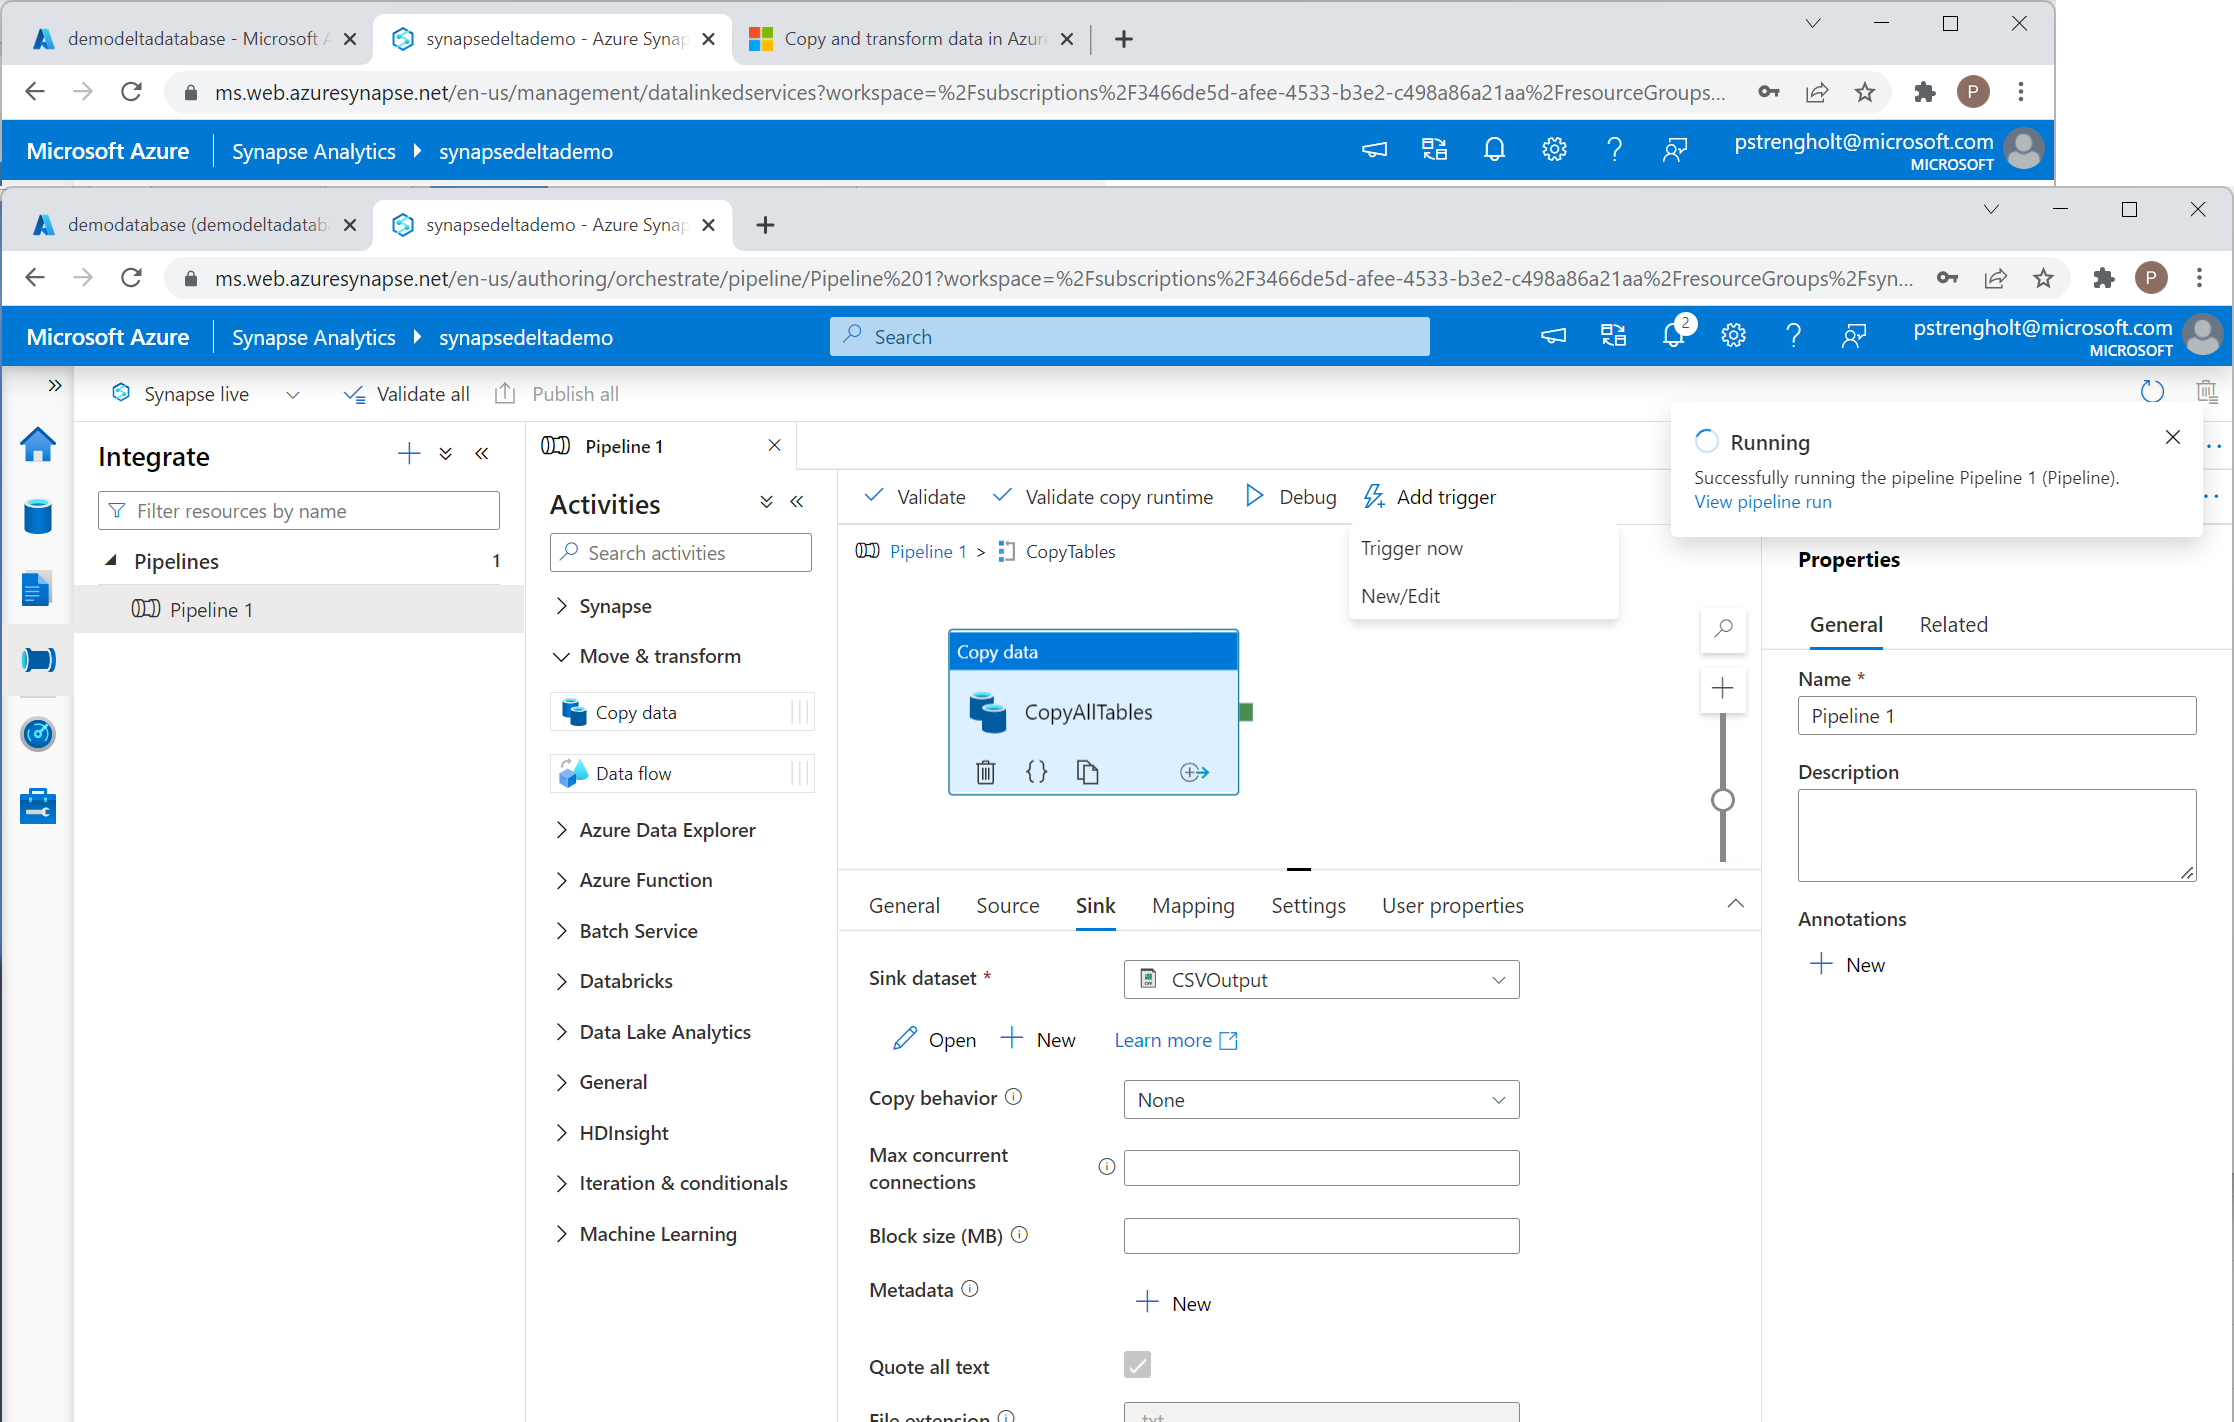 demodeltadatabase - Microsoft A
synapsedeltademo - Azure Synap
Copy and transform data in Azure
ms.web.azuresynapse.net/en-us/management/datalinkedservices?workspace=%2Fsubscriptions%2F3466de5d-afee-4533-b3e2-c498a86a21aa%2FresourceGroups...
P
Microsoft Azure
Synapse Analytics
synapsedeltademo
pstrengholt@microsoft.com
MICROSOFT
demodatabase (demodeltadatab
synapsedeltademo - Azure Synap
ms.web.azuresynapse.net/en-us/authoring/orchestrate/pipeline/Pipeline%201?workspace=%2Fsubscriptions%2F3466de5d-afee-4533-b3e2-c498a86a21aa%2FresourceGroups%2Fsyn...
P
Microsoft Azure
Synapse Analytics
synapsedeltademo
Search
2
pstrengholt@microsoft.com
MICROSOFT
Synapse live
Validate all
Publish all
Running
Successfully running the pipeline Pipeline 1 (Pipeline).
View pipeline run
Integrate
Filter resources by name
Pipelines
1
Pipeline 1
Pipeline 1
Activities
Search activities
Synapse
Move & transform
Copy data
Data flow
Azure Data Explorer
Azure Function
Batch Service
Databricks
Data Lake Analytics
General
HDInsight
Iteration & conditionals
Machine Learning
Validate
Validate copy runtime
Debug
Add trigger
Trigger now
New/Edit
Pipeline 1 > CopyTables
Copy data
CopyAllTables
General
Source
Sink
Mapping
Settings
User properties
Sink dataset *
CSVOutput
csv
Open
New
Learn more
Copy behavior
None
Max concurrent
connections
Block size (MB)
Metadata
New
Quote all text
File extension
.txt
Properties
General
Related
Name *
Pipeline 1
Description
Annotations
New